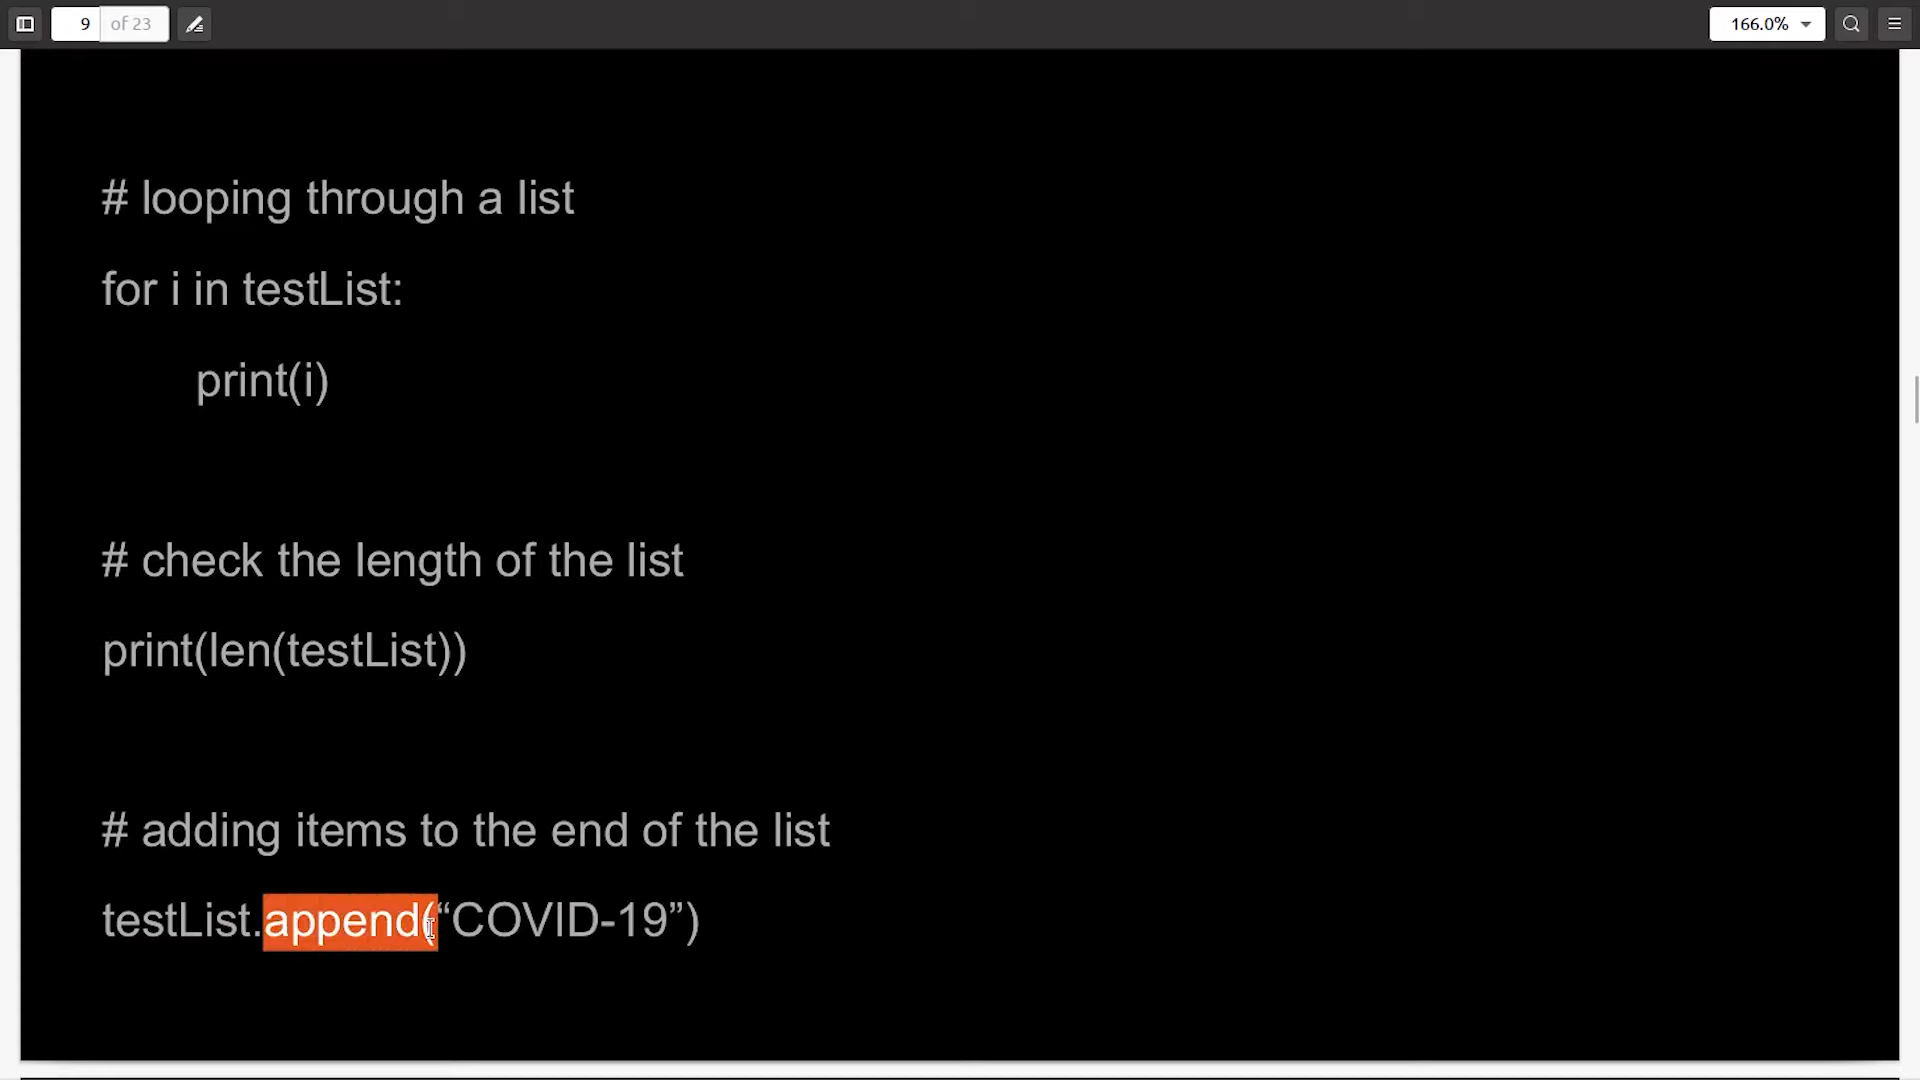 9 of 23
166.0%
# looping through a list
for i in testList:
print(i)
# check the length of the list
print(len(testList))
# adding items to the end of the list
testList.append(“COVID-19”)